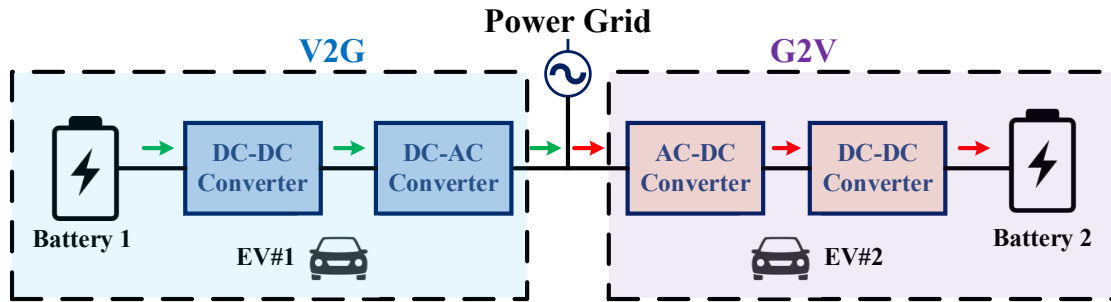 Power Grid
V2G
G2V
DC-DC
Converter
DC-AC
Converter
AC-DC
Converter
DC-DC
Converter
Battery 1
EV#1
EV#2
Battery 2